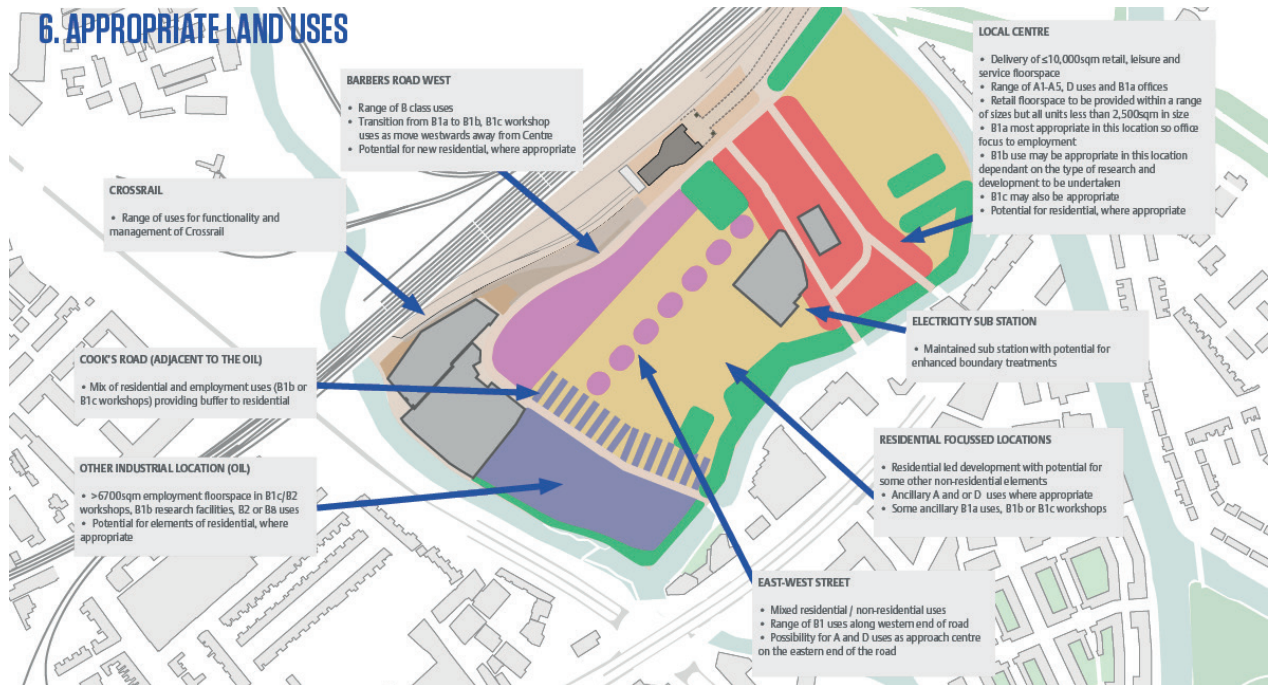 6. APPROPRIATE LAND USES
BARBERS ROAD WEST
• Range of B class uses
• Transition from B1a to B1b, B1c workshop
uses as move westwards away from Centre
• Potential for new residential, where appropriate
LOCAL CENTRE
• Delivery of ≤10,000sqm retail, leisure and
service floorspace
• Range of A1-A5, D uses and B1a offices
• Retail floorspace to be provided within a range
of sizes but all units less than 2,500sqm in size
• B1a most appropriate in this location so office
focus to employment
• B1b use may be appropriate in this location
dependant on the type of research and
development to be undertaken
• B1c may also be appropriate
• Potential for residential, where appropriate
CROSSRAIL
• Range of uses for functionality and
management of Crossrail
ELECTRICITY SUB STATION
• Maintained sub station with potential for
enhanced boundary treatments
COOK'S ROAD (ADJACENT TO THE OIL)
• Mix of residential and employment uses (B1b or
B1c workshops) providing buffer to residential
RESIDENTIAL FOCUSSED LOCATIONS
• Residential led development with potential for
some other non-residential elements
• Ancillary A and or D uses where appropriate
• Some ancillary B1a uses, B1b or B1c workshops
OTHER INDUSTRIAL LOCATION (OIL)
• >6700sqm employment floorspace in B1c/B2
workshops, B1b research facilities, B2 or B8 uses
• Potential for elements of residential, where
appropriate
EAST-WEST STREET
• Mixed residential / non-residential uses
• Range of B1 uses along western end of road
• Possibility for A and D uses as approach centre
on the eastern end of the road